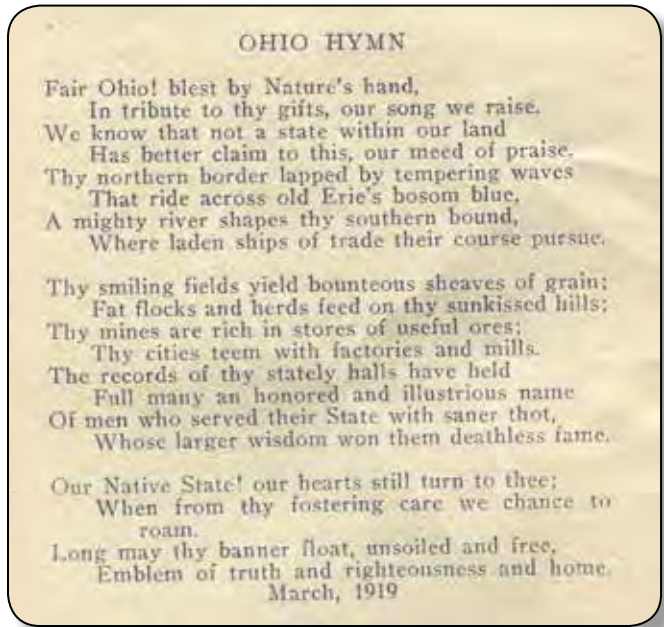 OHIO HYMN
Fair Ohio! blest by Nature's hand,
In tribute to thy gifts, our song we raise.
We know that not a state within our land
Has better claim to this, our meed of praise.
Thy northern border lapped by tempering waves
That ride across old Erie's bosom blue,
A mighty river shapes thy southern bound,
Where laden ships of trade their course pursue.
Thy smiling fields yield bounteous sheaves of grain;
Fat flocks and herds feed on thy sunkissed hills;
Thy mines are rich in stores of useful ores;
Thy cities teem with factories and mills.
The records of thy stately halls have held
Full many an honored and illustrious name
Of men who served their State with saner thot,
Whose larger wisdom won them deathless fame.
Our Native State! our hearts still turn to thee;
When from thy fostering care we chance to
roam.
Long may thy banner float, unsoiled and free,
Emblem of truth and righteousness and home.
March, 1919